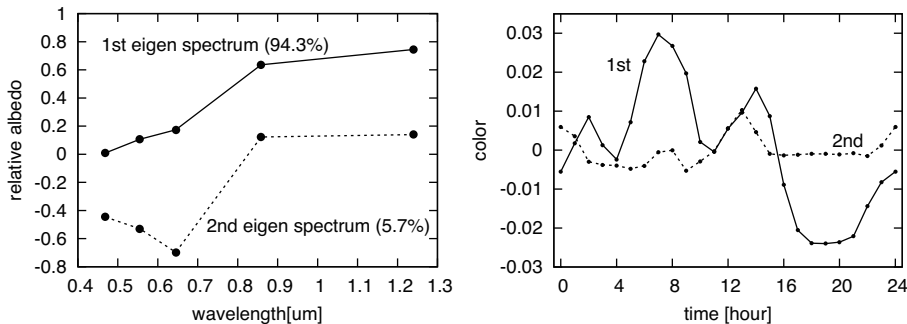 1
0.8
0.6
0.4
0.2
0
-0.2
-0.4
-0.6
-0.8
relative albedo
1st eigen spectrum (94.3%)
2nd eigen spectrum (5.7%)
0.4 0.5 0.6 0.7 0.8 0.9 1 1.1 1.2 1.3
wavelength[um]
0.03
0.02
0.01
0
-0.01
-0.02
-0.03
color
1st
2nd
0 4 8 12 16 20 24
time [hour]